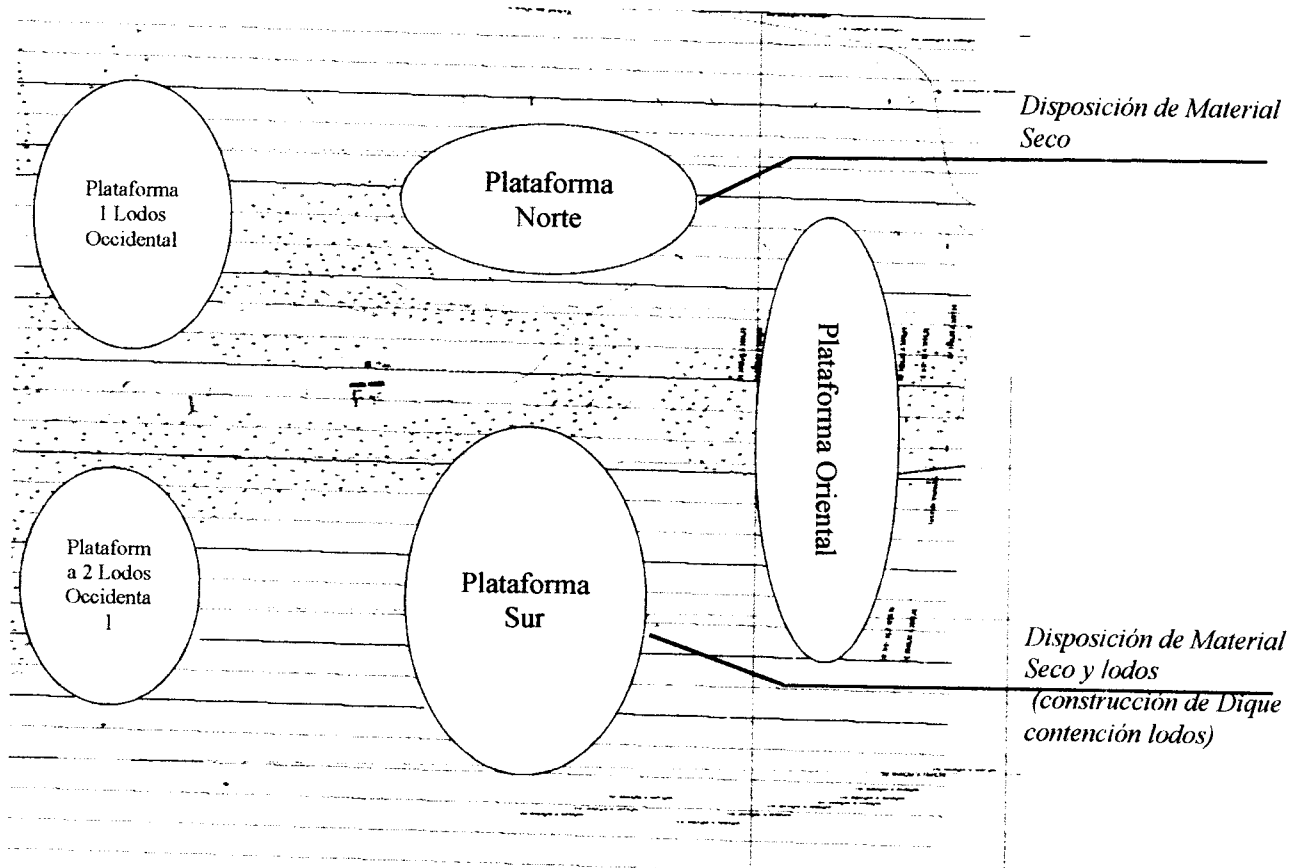 Disposición de Material
Seco
Plataforma
1 Lodos
Occidental
Plataforma
Norte
Plataforma Oriental
Plataform
a 2 Lodos
Occidenta
l
Plataforma
Sur
Disposición de Material
Seco y lodos
(construcción de Dique
contención lodos)